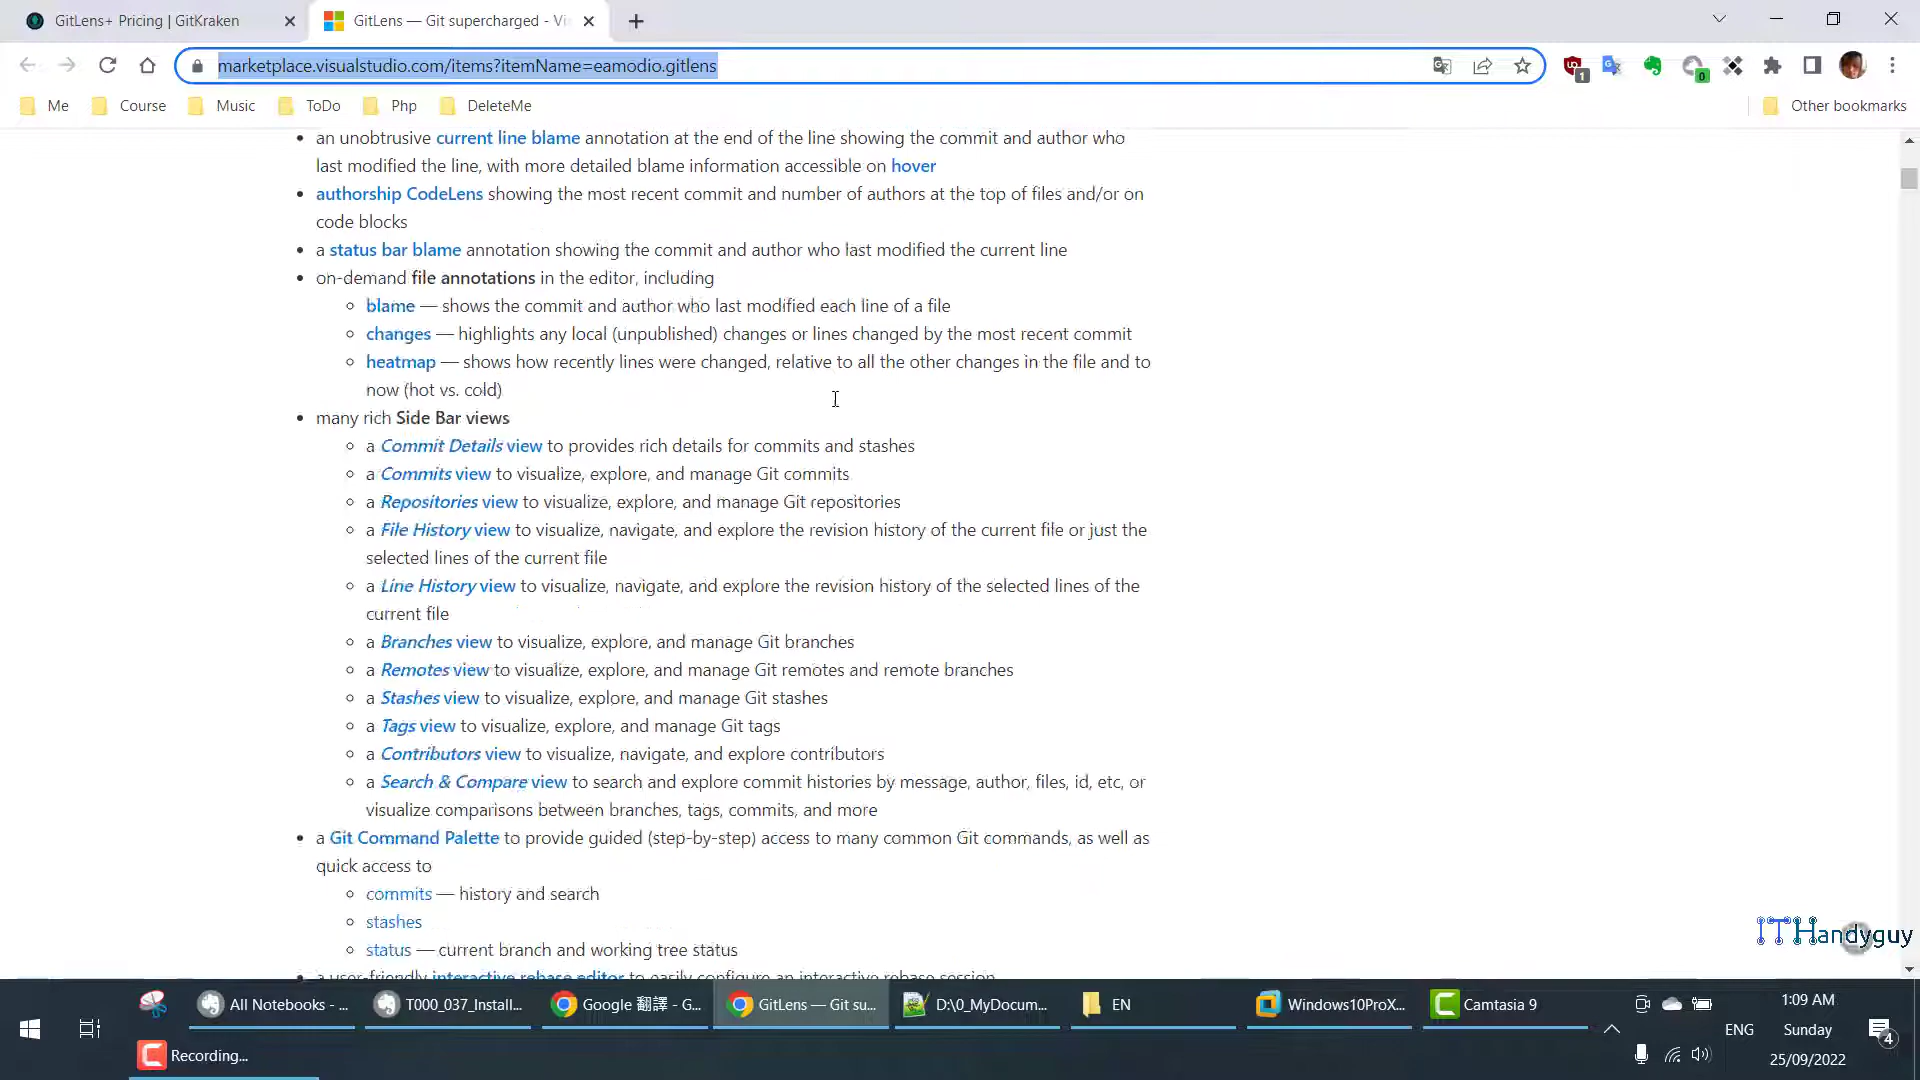 GitLens+ Pricing | GitKraken
GitLens — Git supercharged - Vi
marketplace.visualstudio.com/items?itemName=eamodio.gitlens
1
0
Me
Course
Music
ToDo
Php
DeleteMe
Other bookmarks
an unobtrusive current line blame annotation at the end of the line showing the commit and author who
last modified the line, with more detailed blame information accessible on hover
authorship CodeLens showing the most recent commit and number of authors at the top of files and/or on
code blocks
a status bar blame annotation showing the commit and author who last modified the current line
on-demand file annotations in the editor, including
blame — shows the commit and author who last modified each line of a file
changes — highlights any local (unpublished) changes or lines changed by the most recent commit
heatmap — shows how recently lines were changed, relative to all the other changes in the file and to
now (hot vs. cold)
many rich Side Bar views
a Commit Details view to provides rich details for commits and stashes
a Commits view to visualize, explore, and manage Git commits
a Repositories view to visualize, explore, and manage Git repositories
a File History view to visualize, navigate, and explore the revision history of the current file or just the
selected lines of the current file
a Line History view to visualize, navigate, and explore the revision history of the selected lines of the
current file
a Branches view to visualize, explore, and manage Git branches
a Remotes view to visualize, explore, and manage Git remotes and remote branches
a Stashes view to visualize, explore, and manage Git stashes
a Tags view to visualize, explore, and manage Git tags
a Contributors view to visualize, navigate, and explore contributors
a Search & Compare view to search and explore commit histories by message, author, files, id, etc, or
visualize comparisons between branches, tags, commits, and more
a Git Command Palette to provide guided (step-by-step) access to many common Git commands, as well as
quick access to
commits — history and search
stashes
status — current branch and working tree status
a user-friendly interactive rebase editor to easily configure an interactive rebase session
ITHandyguy
All Notebooks - ...
T000_037_Install...
Google 翻譯 - G...
GitLens — Git su...
D:\0_MyDocum...
EN
Windows10ProX...
Camtasia 9
Recording...
ENG
1:09 AM
Sunday
25/09/2022
4